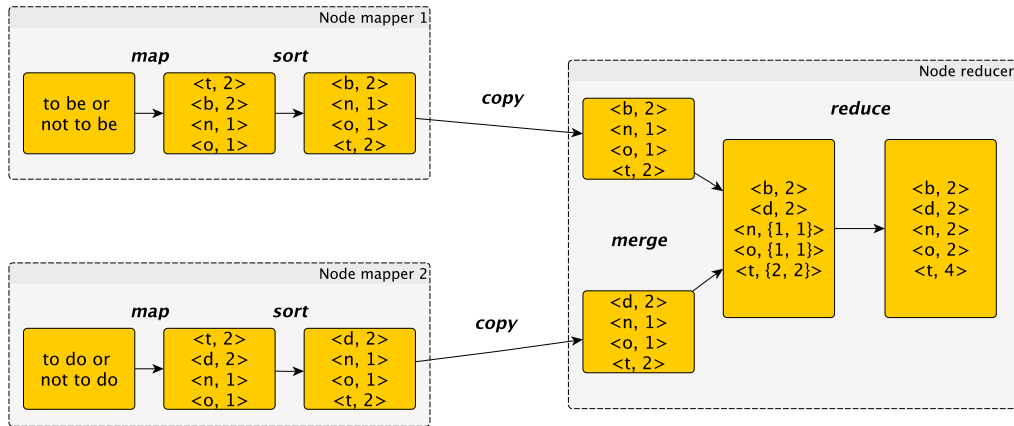 Node mapper 1
map
sort
to be or
not to be
<t, 2>
<b, 2>
<n, 1>
<o, 1>
<b, 2>
<n, 1>
<o, 1>
<t, 2>
copy
Node mapper 2
map
sort
to do or
not to do
<t, 2>
<d, 2>
<n, 1>
<o, 1>
<d, 2>
<n, 1>
<o, 1>
<t, 2>
copy
Node reducer
<b, 2>
<n, 1>
<o, 1>
<t, 2>
merge
<d, 2>
<n, 1>
<o, 1>
<t, 2>
reduce
<b, 2>
<d, 2>
<n, {1, 1}>
<o, {1, 1}>
<t, {2, 2}>
<b, 2>
<d, 2>
<n, 2>
<o, 2>
<t, 4>